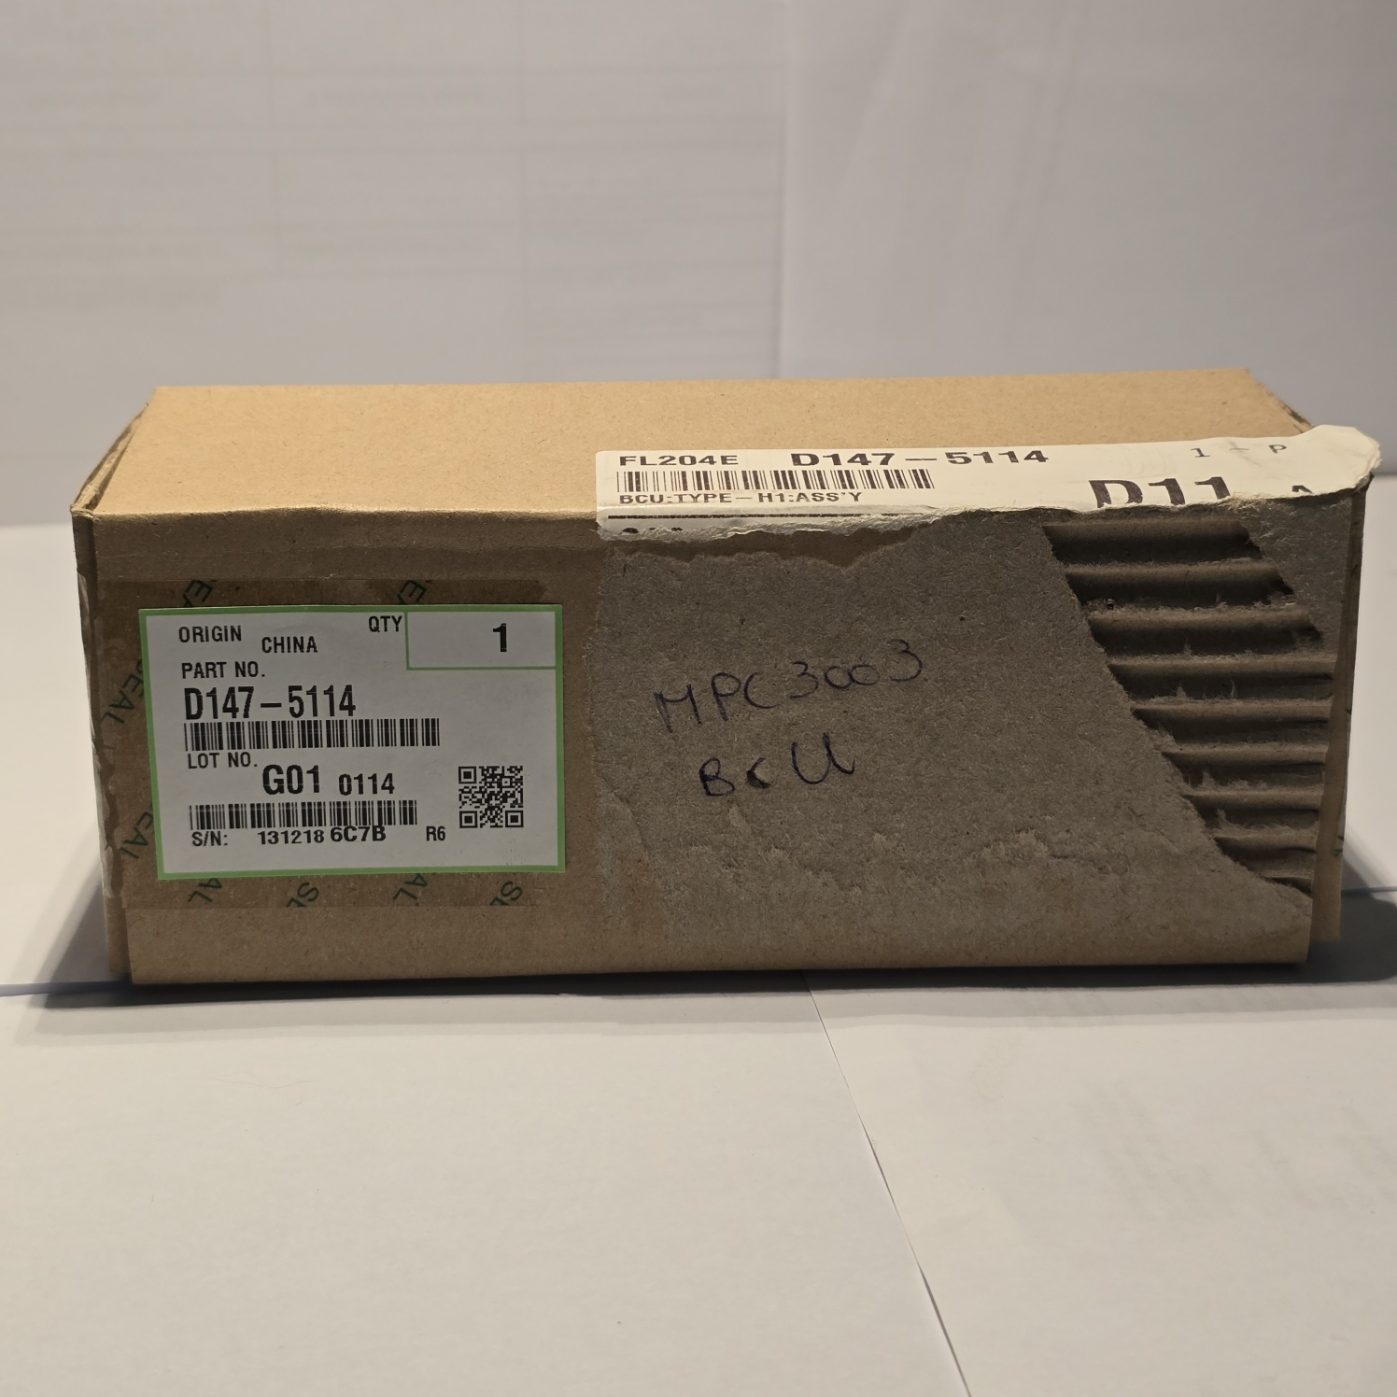 FL204E D147-5114 1 - P
BCU:TYPE-H1:ASS'Y
D11
ORIGIN CHINA QTY 1
PART NO.
D147-5114
LOT NO.
G01 0114
S/N: 131218 6C7B R6
MPC3003
BCU
SEAL